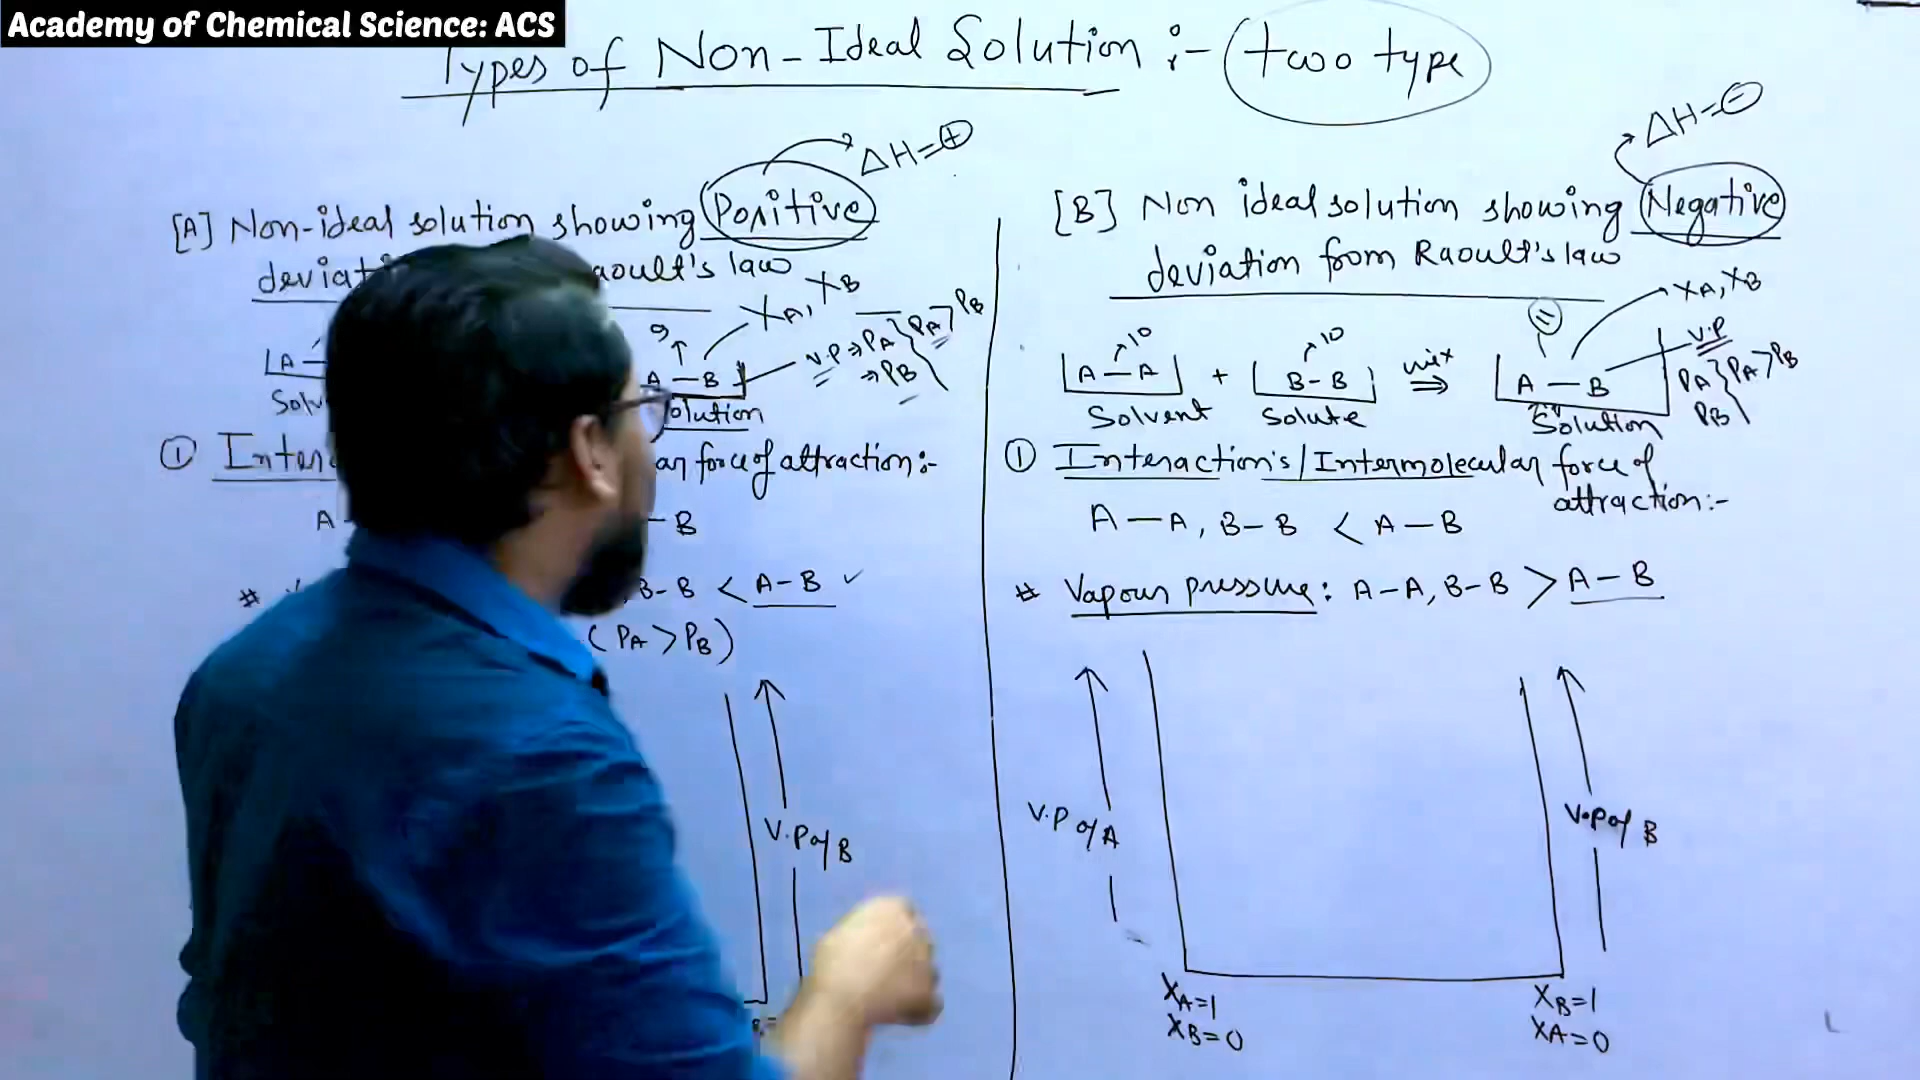 Academy of Chemical Science: ACS
Types of Non-Ideal Solution :- two type
ΔH=⊕
[A] Non-ideal solution showing Positive
aoult's law
XA, XB
9
A — B
olution
V.P → PA
→ PB
PA > PB
① Inter
ar force of attraction:-
A
— B
#
B-B < A-B ✓
(PA > PB)
V.P of B
ΔH=⊖
[B] Non ideal solution showing Negative
deviation from Raoult's law
XA, XB
10
10
A — A + B-B mix ⇒ A — B
Solvent Solute Solution
V.P
PA
PB
PA > PB
① Interaction's/Intermolecular force of
attraction:-
A — A, B-B < A — B
# Vapour pressure: A-A, B-B > A-B
V.P of A
V.P of B
XA=1
XB=0
XB=1
XA=0